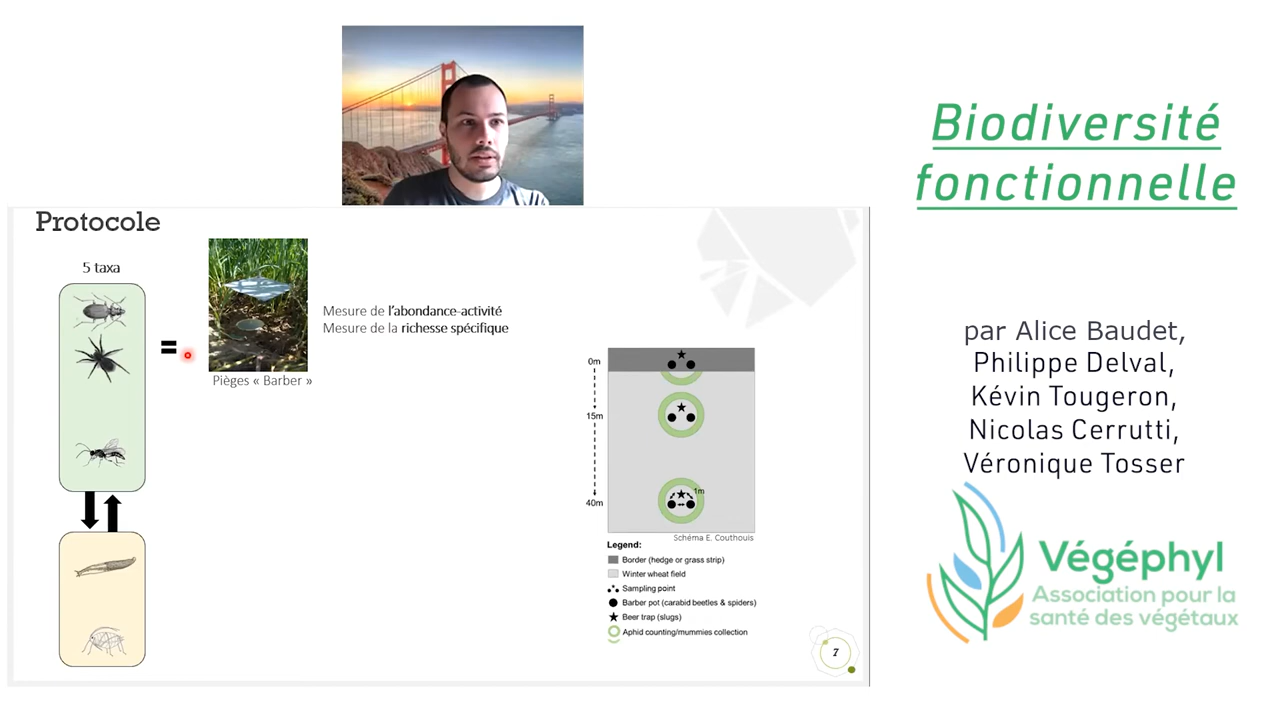 Biodiversité
fonctionnelle
Protocole
5 taxa
=
Mesure de l'abondance-activité
Mesure de la richesse spécifique
Pièges « Barber »
0m
15m
40m
1m
Schéma E. Couthouis
Legend:
Border (hedge or grass strip)
Winter wheat field
Sampling point
Barber pot (carabid beetles & spiders)
Beer trap (slugs)
Aphid counting/mummies collection
7
par Alice Baudet,
Philippe Delval,
Kévin Tougeron,
Nicolas Cerrutti,
Véronique Tosser
Végéphyl
Association pour la
santé des végétaux